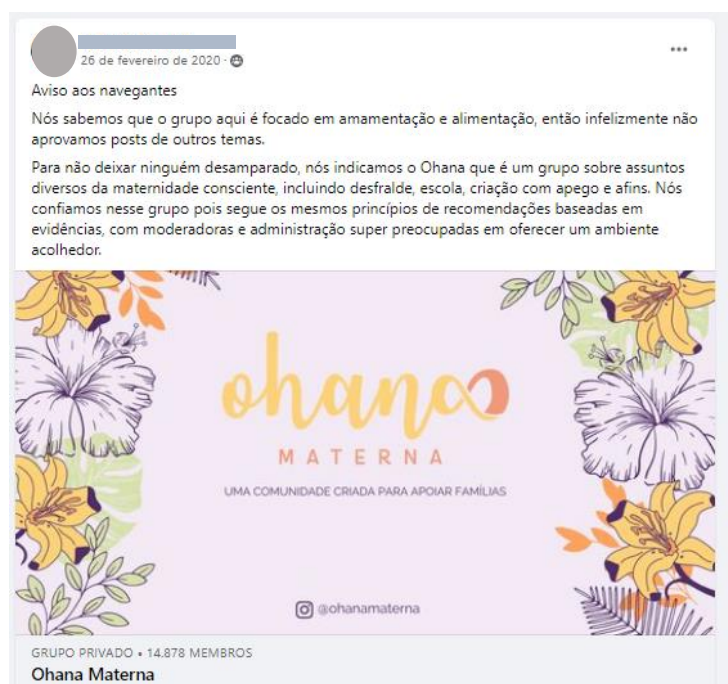 26 de fevereiro de 2020 ·
Aviso aos navegantes
Nós sabemos que o grupo aqui é focado em amamentação e alimentação, então infelizmente não
aprovamos posts de outros temas.
Para não deixar ninguém desamparado, nós indicamos o Ohana que é um grupo sobre assuntos
diversos da maternidade consciente, incluindo desfralde, escola, criação com apego e afins. Nós
confiamos nesse grupo pois segue os mesmos princípios de recomendações baseadas em
evidências, com moderadoras e administração super preocupadas em oferecer um ambiente
acolhedor.
ohana
MATERNA
UMA COMUNIDADE CRIADA PARA APOIAR FAMÍLIAS
@ohanamaterna
GRUPO PRIVADO • 14.878 MEMBROS
Ohana Materna